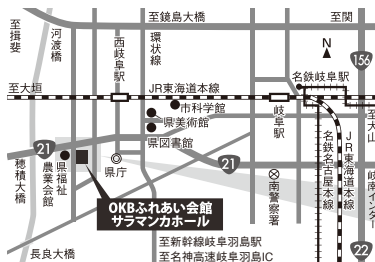 至鏡島大橋
至関
至揖斐
河渡橋
西岐阜駅
環状線
N
名鉄岐阜駅
156
至大垣
JR東海道本線
市科学館
県美術館
岐阜駅
県図書館
至犬山
21
21
穂積大橋
県福祉
農業会館
県庁
南警察署
名鉄名古屋本線
JR東海道本線
岐南インター
OKBふれあい会館
サラマンカホール
長良大橋
至新幹線岐阜羽島駅
至名神高速岐阜羽島IC
22